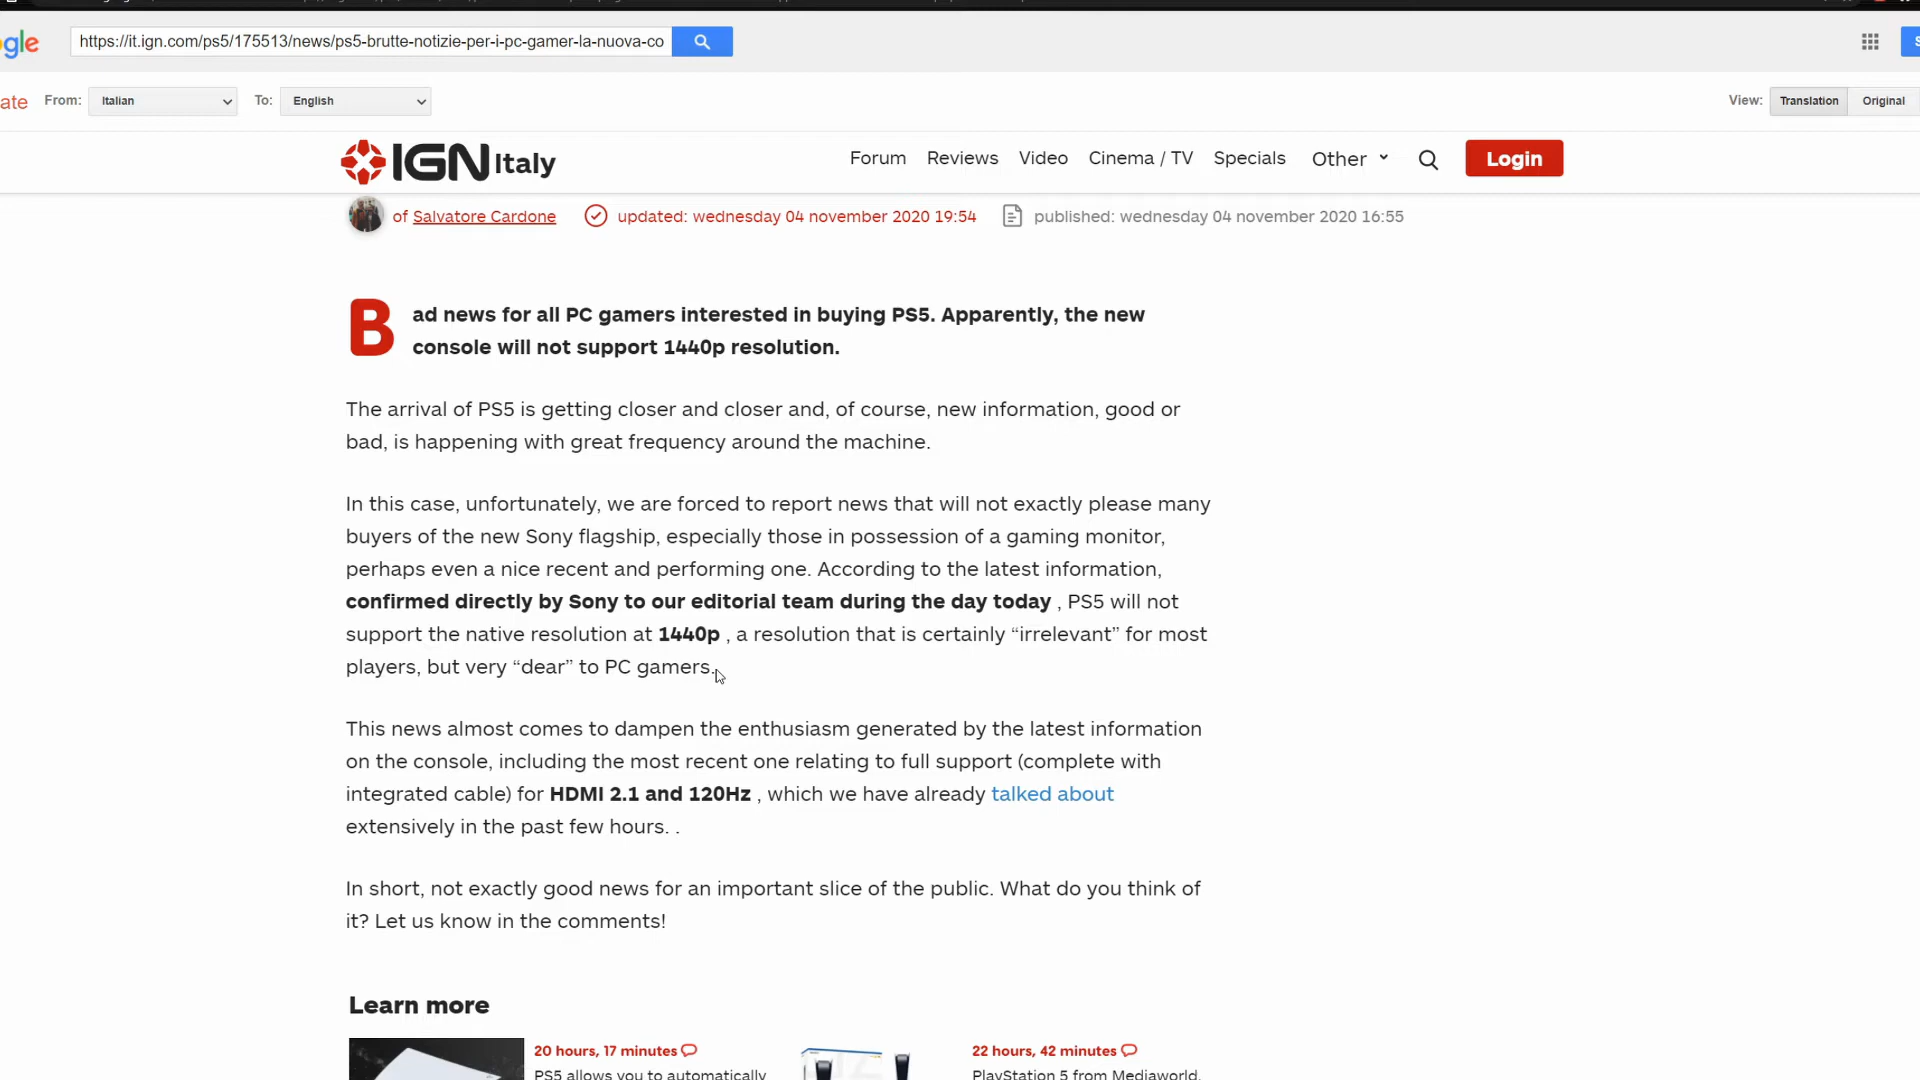 gle
https://it.ign.com/ps5/175513/news/ps5-brutte-notizie-per-i-pc-gamer-la-nuova-co
ate From: Italian To: English View: Translation Original
IGN Italy Forum Reviews Video Cinema / TV Specials Other Login
of Salvatore Cardone updated: wednesday 04 november 2020 19:54 published: wednesday 04 november 2020 16:55
Bad news for all PC gamers interested in buying PS5. Apparently, the new
console will not support 1440p resolution.
The arrival of PS5 is getting closer and closer and, of course, new information, good or
bad, is happening with great frequency around the machine.
In this case, unfortunately, we are forced to report news that will not exactly please many
buyers of the new Sony flagship, especially those in possession of a gaming monitor,
perhaps even a nice recent and performing one. According to the latest information,
confirmed directly by Sony to our editorial team during the day today , PS5 will not
support the native resolution at 1440p , a resolution that is certainly “irrelevant” for most
players, but very “dear” to PC gamers.
This news almost comes to dampen the enthusiasm generated by the latest information
on the console, including the most recent one relating to full support (complete with
integrated cable) for HDMI 2.1 and 120Hz , which we have already talked about
extensively in the past few hours. .
In short, not exactly good news for an important slice of the public. What do you think of
it? Let us know in the comments!
Learn more
20 hours, 17 minutes 22 hours, 42 minutes
PS5 allows you to automatically PlayStation 5 from Mediaworld,